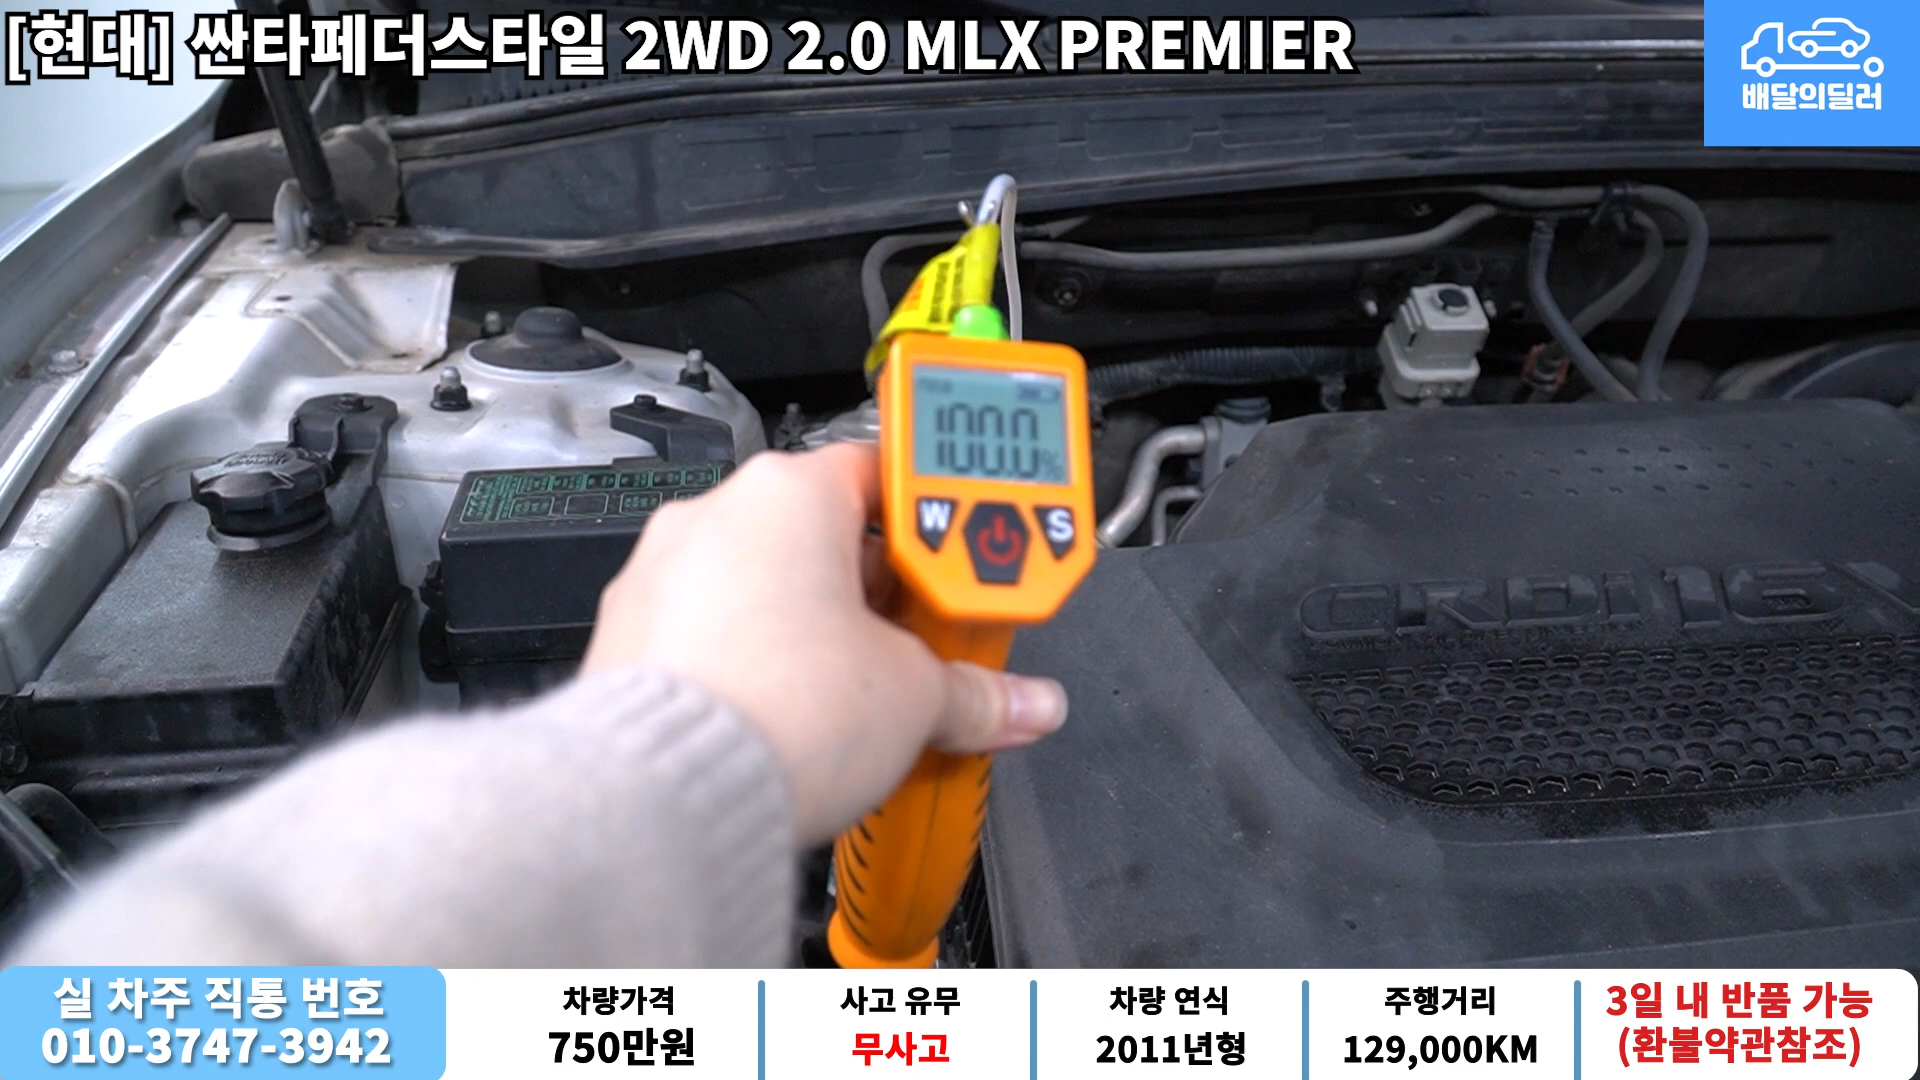 [현대] 싼타페더스타일 2WD 2.0 MLX PREMIER
배달의딜러
100.0
100.0%
W
S
CRDI 16V
실 차주 직통 번호
010-3747-3942
차량가격
750만원
사고 유무
무사고
차량 연식
2011년형
주행거리
129,000KM
3일 내 반품 가능
(환불약관참조)